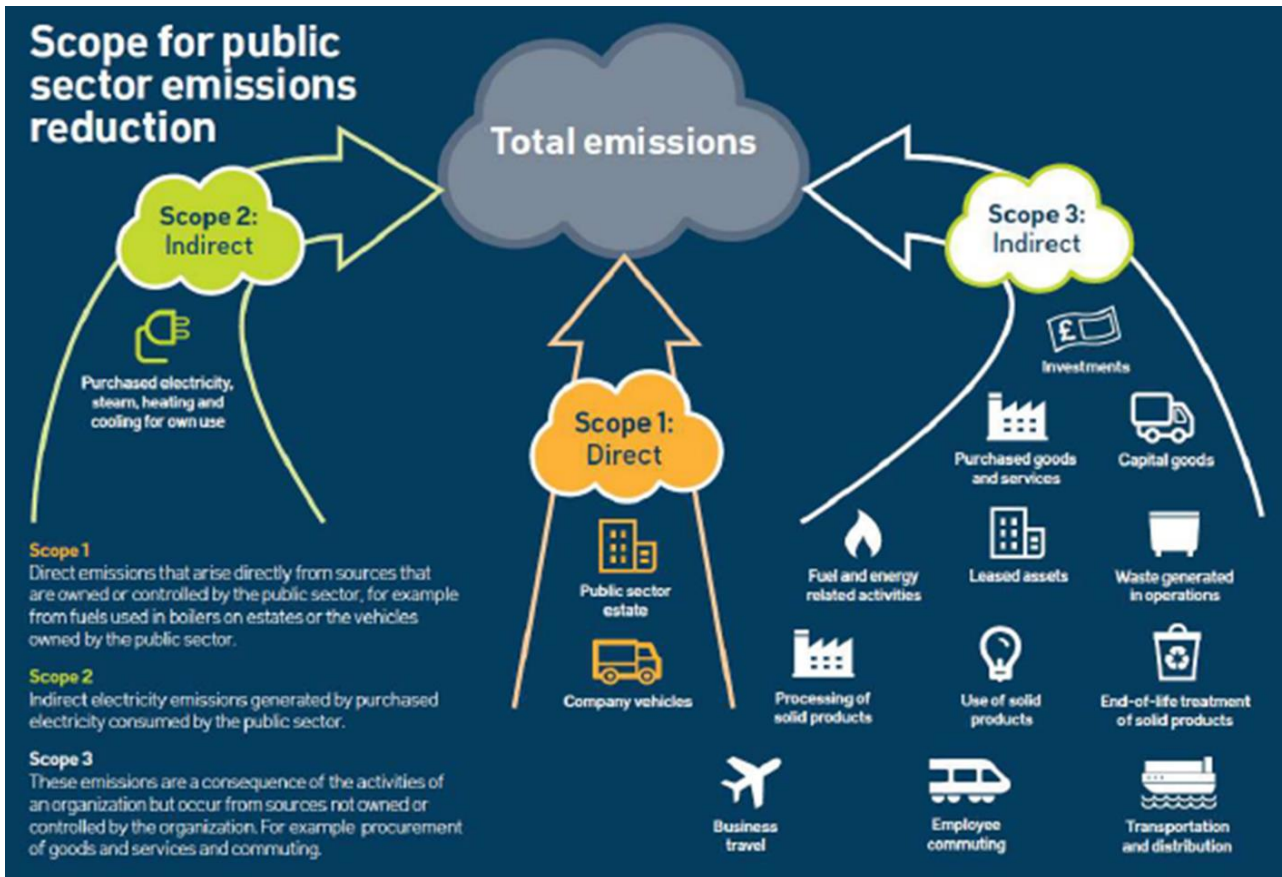 Scope for public
sector emissions
reduction
Total emissions
Scope 2:
Indirect
Purchased electricity,
steam, heating and
cooling for own use
Scope 1:
Direct
Public sector
estate
Company vehicles
Scope 3:
Indirect
£
Investments
Purchased goods
and services
Capital goods
Fuel and energy
related activities
Leased assets
Waste generated
in operations
Processing of
solid products
Use of solid
products
End-of-life treatment
of solid products
Business
travel
Employee
commuting
Transportation
and distribution
Scope 1
Direct emissions that arise directly from sources that
are owned or controlled by the public sector, for example
from fuels used in boilers on estates or the vehicles
owned by the public sector.
Scope 2
Indirect electricity emissions generated by purchased
electricity consumed by the public sector.
Scope 3
These emissions are a consequence of the activities of
an organization but occur from sources not owned or
controlled by the organization. For example procurement
of goods and services and commuting.